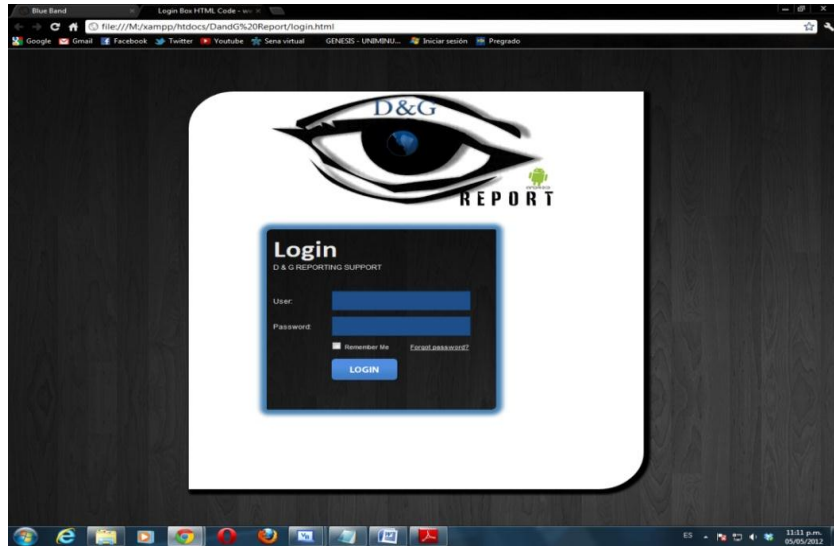 Blue Band
Login Box HTML Code - w
file:///M:/xampp/htdocs/DandG%20Report/login.html
Google Gmail Facebook Twitter Youtube Sena virtual GENESIS - UNIMINU... Iniciar sesión Pregrado
D&G
REPORT
Login
D & G REPORTING SUPPORT
User:
Password:
Remember Me Forgot password?
LOGIN
ES 11:11 p.m.
05/05/2012